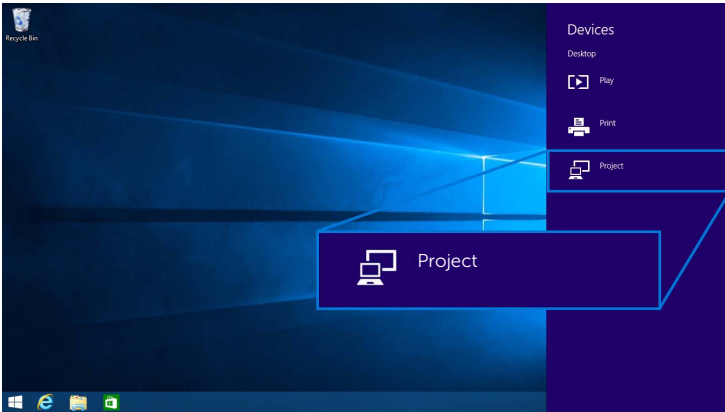 Recycle Bin
Devices
Desktop
Play
Print
Project
Project